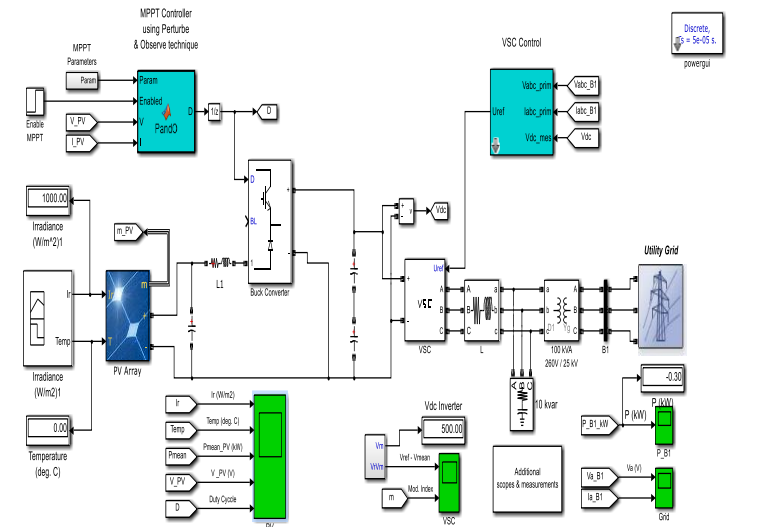 MPPT Controller
using Perturbe
& Observe technique
MPPT
Parameters
Param
Param
Enabled
V
I
D
PandO
Enable
MPPT
V_PV
I_PV
1/z
D
VSC Control
Vabc_prim
Iabc_prim
Vdc_mes
Uref
Vabc_B1
Iabc_B1
Vdc
Discrete,
Ts = 5e-05 s.
powergui
1000.00
Irradiance
(W/m^2)1
m_PV
Ir
Temp
Irradiance
(W/m2)1
m
+
-
PV Array
0.00
Temperature
(deg. C)
L1
D
BL
1
+
-
Buck Converter
+
-
v
Vdc
Uref
+
-
VSC
A
B
C
VSC
A
B
C
a
b
c
L
a
b
c
A
B
C
D1
Yg
100 kVA
260V / 25 kV
B1
Utility Grid
A
B
C
10 kvar
-0.30
P (kW)
P_B1_kW
P (kW)
P_B1
Va_B1
Ia_B1
Va (V)
Grid
Ir
Temp
Pmean
V_PV
D
Ir (W/m2)
Temp (deg. C)
Pmean_PV (kW)
V_PV (V)
Duty Cyccle
PV
Vdc Inverter
500.00
Vm
VrVm
Vref - Vmean
m
Mod. Index
VSC
Additional
scopes & measurements